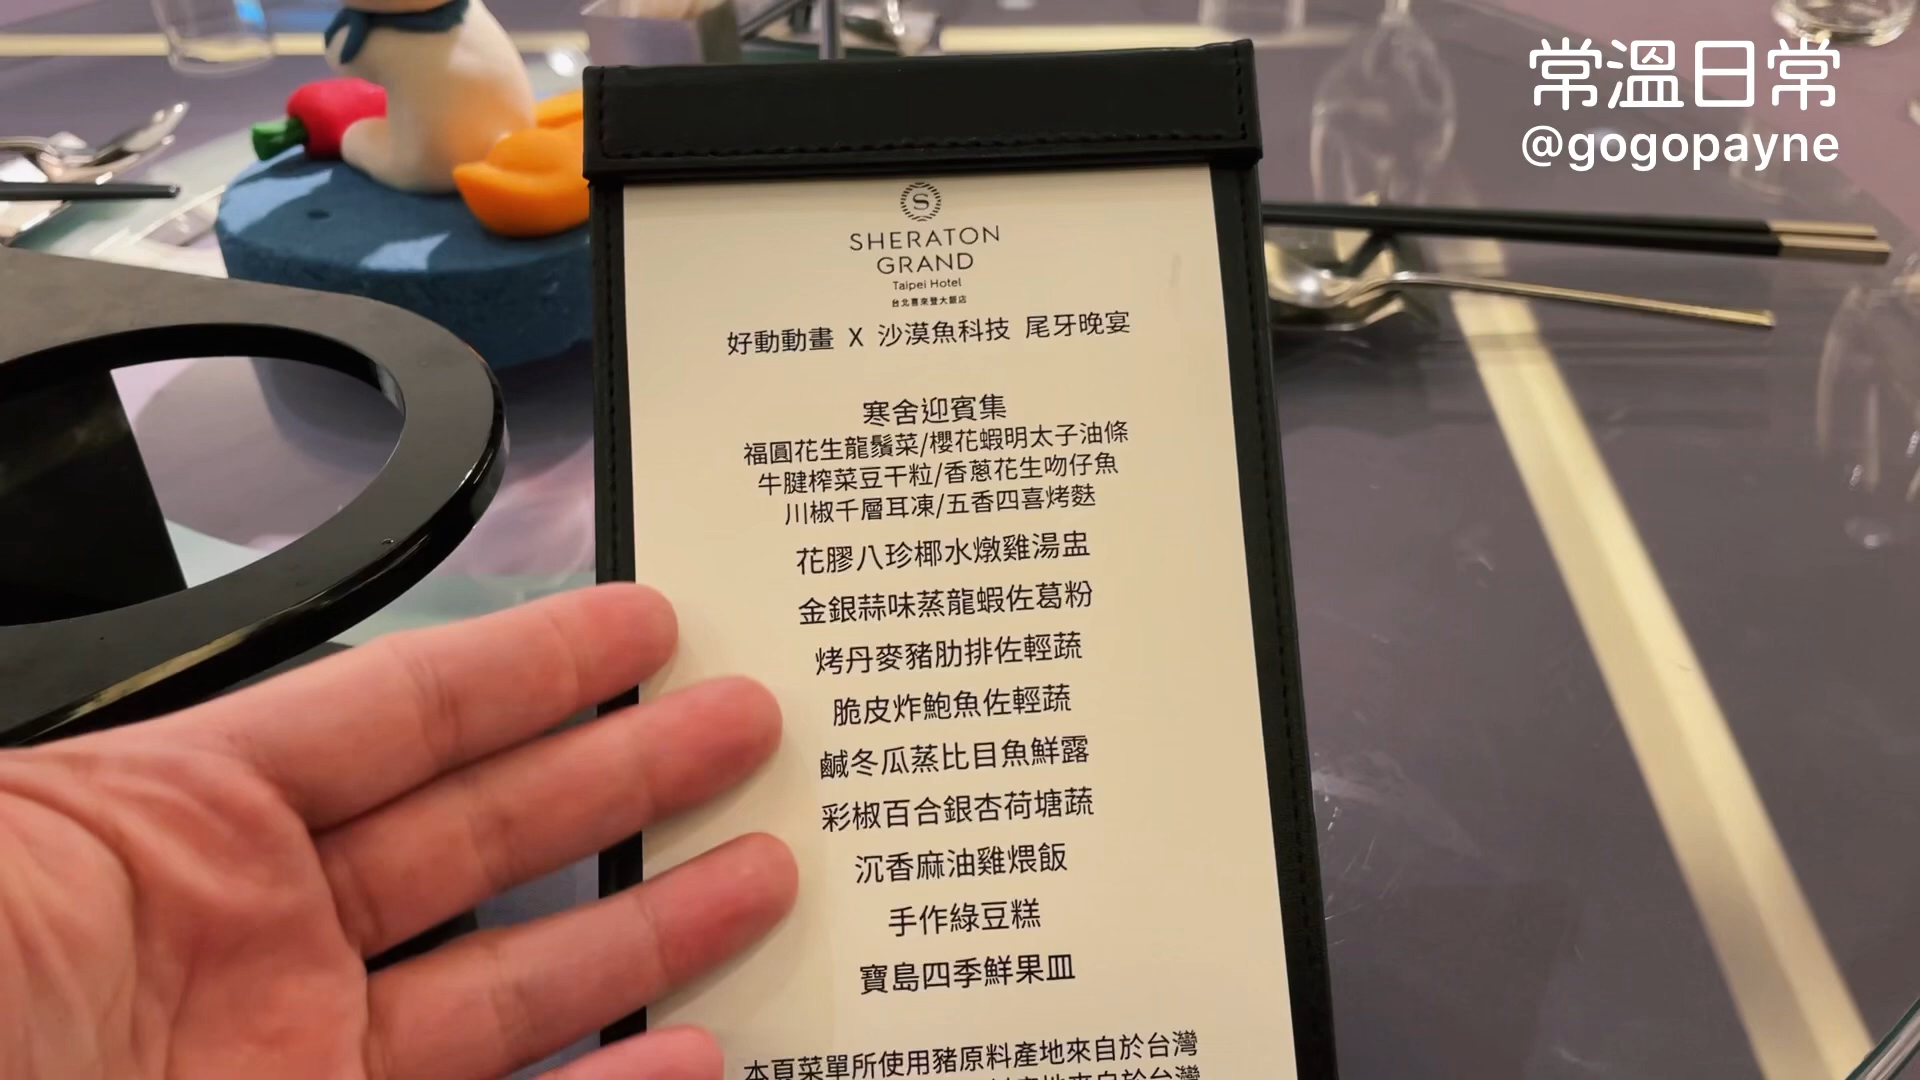 常溫日常
@gogopayne
S
SHERATON
GRAND
Taipei Hotel
台北喜來登大飯店
好動動畫 X 沙漠魚科技 尾牙晚宴
寒舍迎賓集
福圓花生龍鬚菜/櫻花蝦明太子油條
牛腱榨菜豆干粒/香蔥花生吻仔魚
川椒千層耳凍/五香四喜烤麩
花膠八珍椰水燉雞湯盅
金銀蒜味蒸龍蝦佐葛粉
烤丹麥豬肋排佐輕蔬
脆皮炸鮑魚佐輕蔬
鹹冬瓜蒸比目魚鮮露
彩椒百合銀杏荷塘蔬
沉香麻油雞煨飯
手作綠豆糕
寶島四季鮮果皿
本頁菜單所使用豬原料產地來自於台灣
來自於台灣